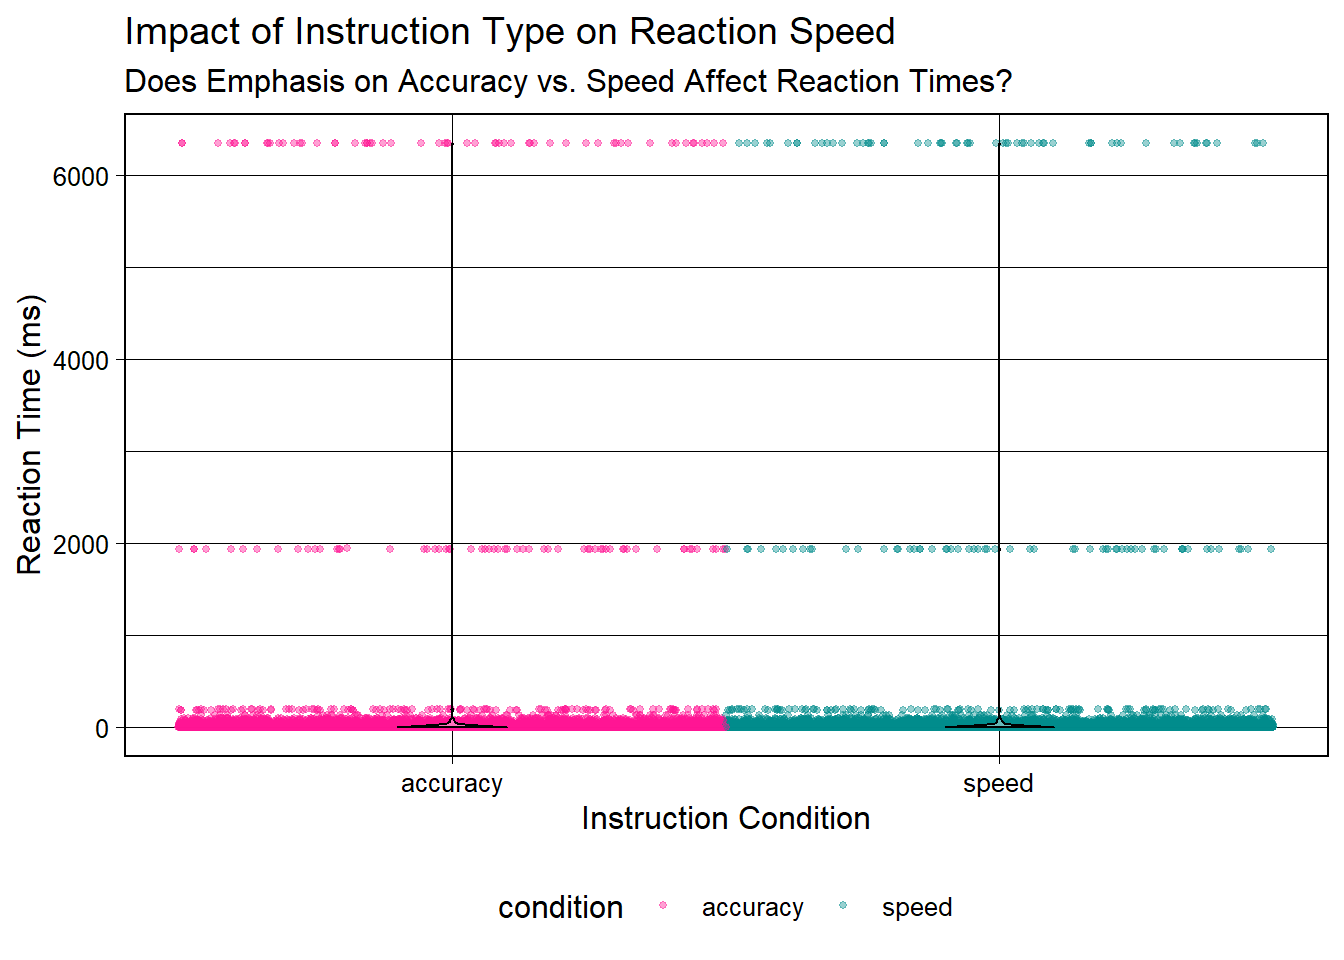 Impact of Instruction Type on Reaction Speed
Does Emphasis on Accuracy vs. Speed Affect Reaction Times?
Reaction Time (ms)
6000
4000
2000
0
accuracy speed
Instruction Condition
condition accuracy speed